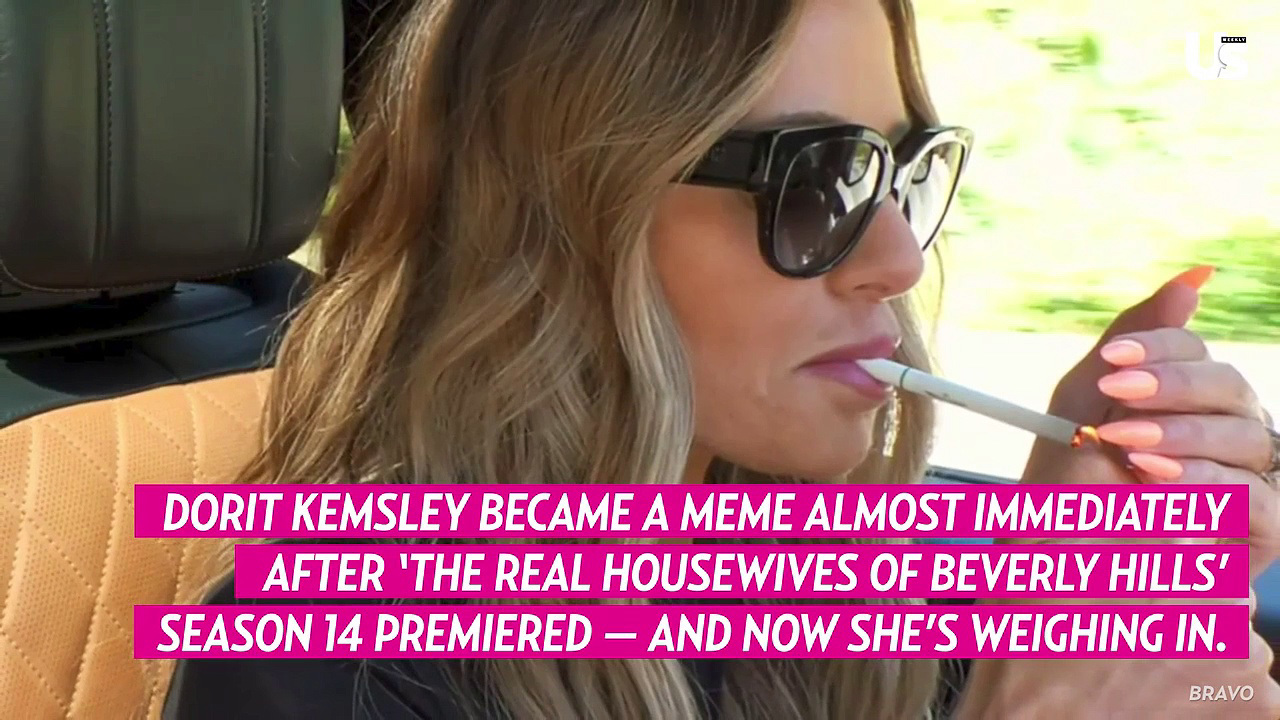 Us
WEEKLY
DORIT KEMSLEY BECAME A MEME ALMOST IMMEDIATELY
AFTER ‘THE REAL HOUSEWIVES OF BEVERLY HILLS’
SEASON 14 PREMIERED — AND NOW SHE’S WEIGHING IN.
BRAVO